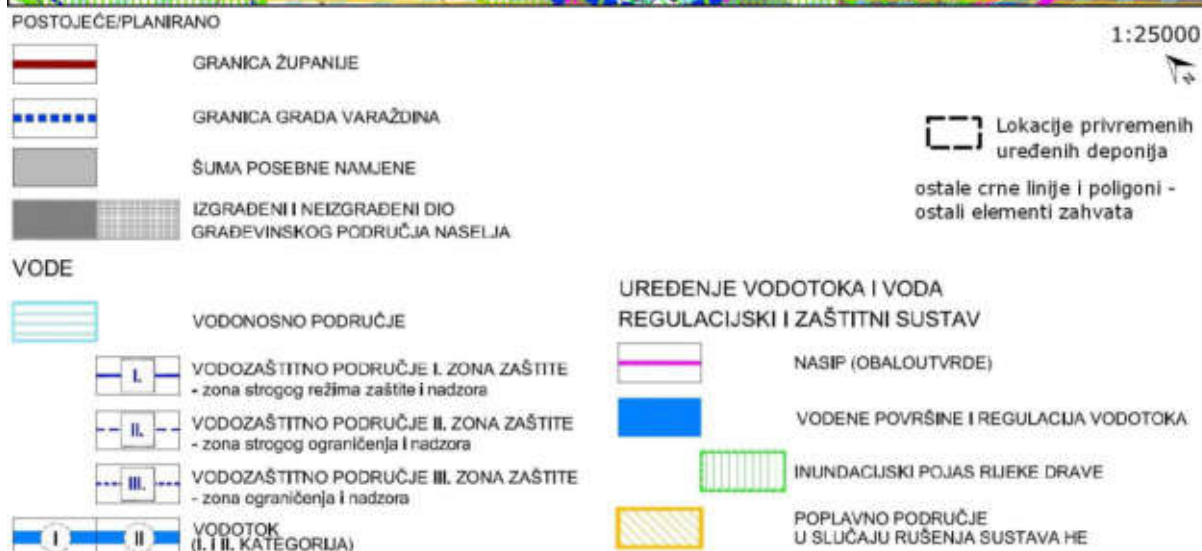 POSTOJEĆE/PLANIRANO
GRANICA ŽUPANIJE
GRANICA GRADA VARAŽDINA
ŠUMA POSEBNE NAMJENE
IZGRAĐENI I NEIZGRAĐENI DIO
GRAĐEVINSKOG PODRUČJA NASELJA
1:25000
N
Lokacije privremenih
uređenih deponija
ostale crne linije i poligoni -
ostali elementi zahvata
VODE
VODONOSNO PODRUČJE
I.
VODOZAŠTITNO PODRUČJE I. ZONA ZAŠTITE
- zona strogog režima zaštite i nadzora
II.
VODOZAŠTITNO PODRUČJE II. ZONA ZAŠTITE
- zona strogog ograničenja i nadzora
III.
VODOZAŠTITNO PODRUČJE III. ZONA ZAŠTITE
- zona ograničenja i nadzora
I II
VODOTOK
(I. I II. KATEGORIJA)
UREĐENJE VODOTOKA I VODA
REGULACIJSKI I ZAŠTITNI SUSTAV
NASIP (OBALOUTVRDE)
VODENE POVRŠINE I REGULACIJA VODOTOKA
INUNDACIJSKI POJAS RIJEKE DRAVE
POPLAVNO PODRUČJE
U SLUČAJU RUŠENJA SUSTAVA HE